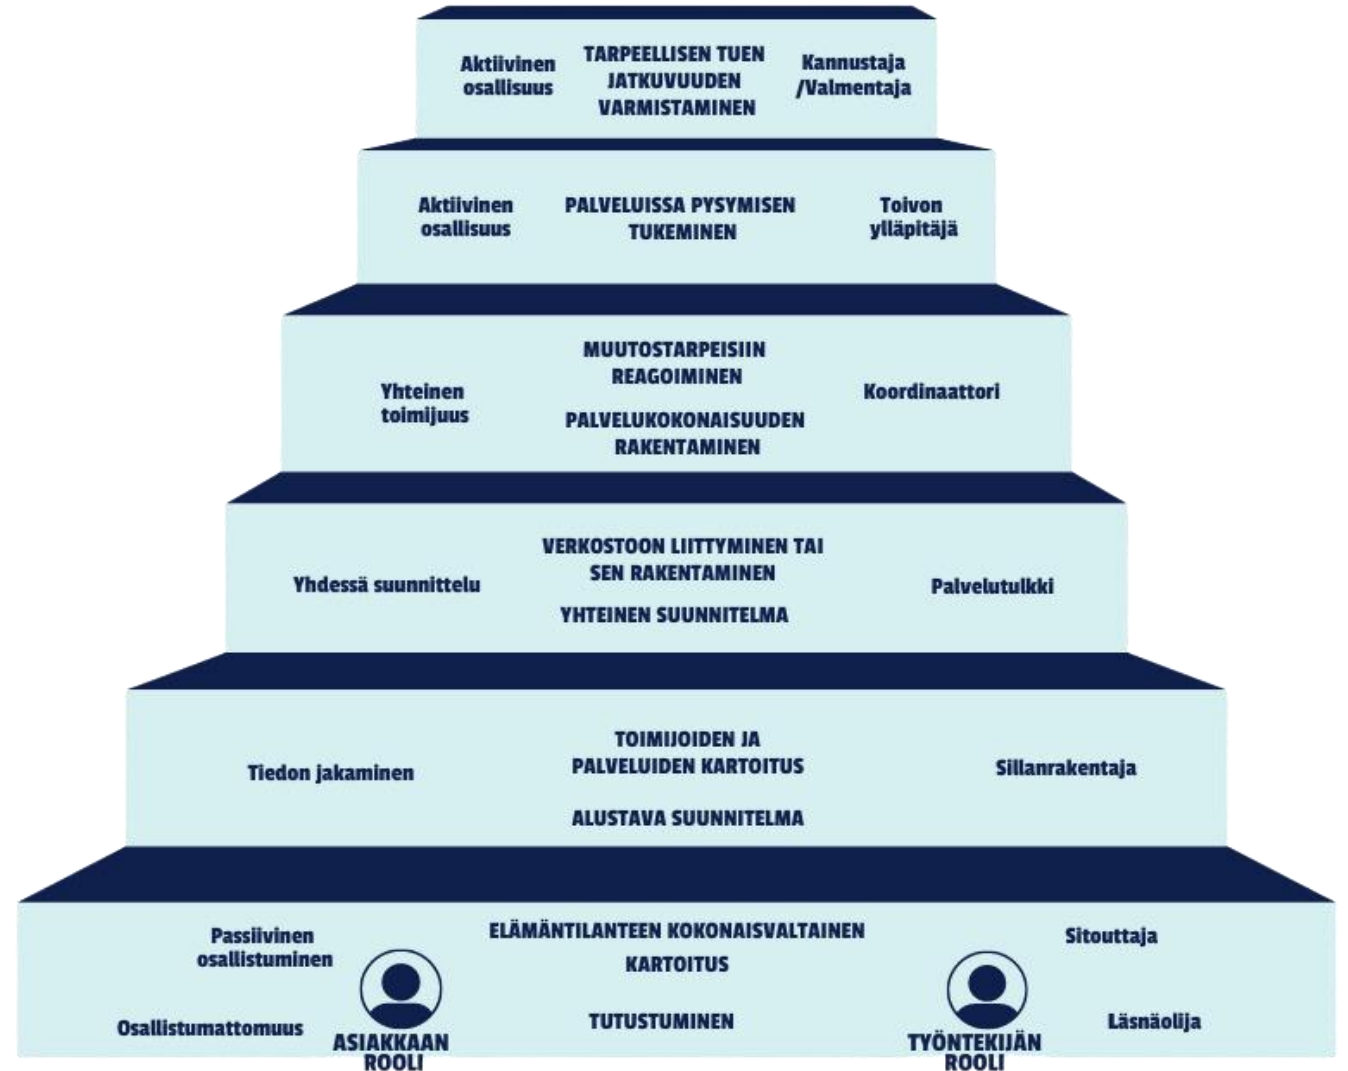 Aktiivinen
osallisuus
TARPEELLISEN TUEN
JATKUVUUDEN
VARMISTAMINEN
Kannustaja
/Valmentaja
Aktiivinen
osallisuus
PALVELUISSA PYSYMISEN
TUKEMINEN
Toivon
ylläpitäjä
Yhteinen
toimijuus
MUUTOSTARPEISIIN
REAGOIMINEN
PALVELUKOKONAISUUDEN
RAKENTAMINEN
Koordinaattori
Yhdessä suunnittelu
VERKOSTOON LIITTYMINEN TAI
SEN RAKENTAMINEN
YHTEINEN SUUNNITELMA
Palvelutulkki
Tiedon jakaminen
TOIMIJOIDEN JA
PALVELUIDEN KARTOITUS
ALUSTAVA SUUNNITELMA
Sillanrakentaja
Passiivinen
osallistuminen
Osallistumattomuus
ASIAKKAAN
ROOLI
ELÄMÄNTILANTEEN KOKONAISVALTAINEN
KARTOITUS
TUTUSTUMINEN
Sitouttaja
Läsnäolija
TYÖNTEKIJÄN
ROOLI